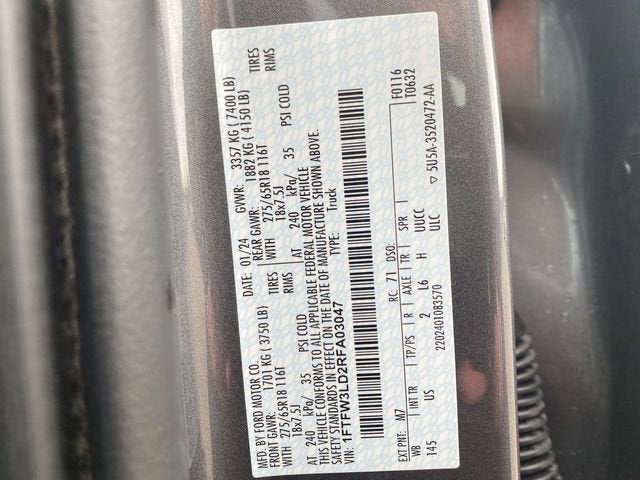 MFD. BY FORD MOTOR CO. DATE: 01/24 GVWR: 3357 KG ( 7400 LB)
FRONT GAWR: 1701 KG ( 3750 LB) REAR GAWR: 1882 KG ( 4150 LB)
WITH 275/65R18 116T TIRES WITH 275/65R18 116T TIRES
18x7.5J RIMS 18x7.5J RIMS
AT 240 kPa/ 35 PSI COLD AT 240 kPa/ 35 PSI COLD
THIS VEHICLE CONFORMS TO ALL APPLICABLE FEDERAL MOTOR VEHICLE
SAFETY STANDARDS IN EFFECT ON THE DATE OF MANUFACTURE SHOWN ABOVE.
VIN: 1FTFW3LD2RFA03047 TYPE: Truck
EXT PNT: M7 RC: 71 DSO: F0116
T0632
WB INT TR TP/PS R AXLE TR SPR
145 US 2 L6 H UUCC
ULC
▽ 5U5A-3520472-AA
2202401083570